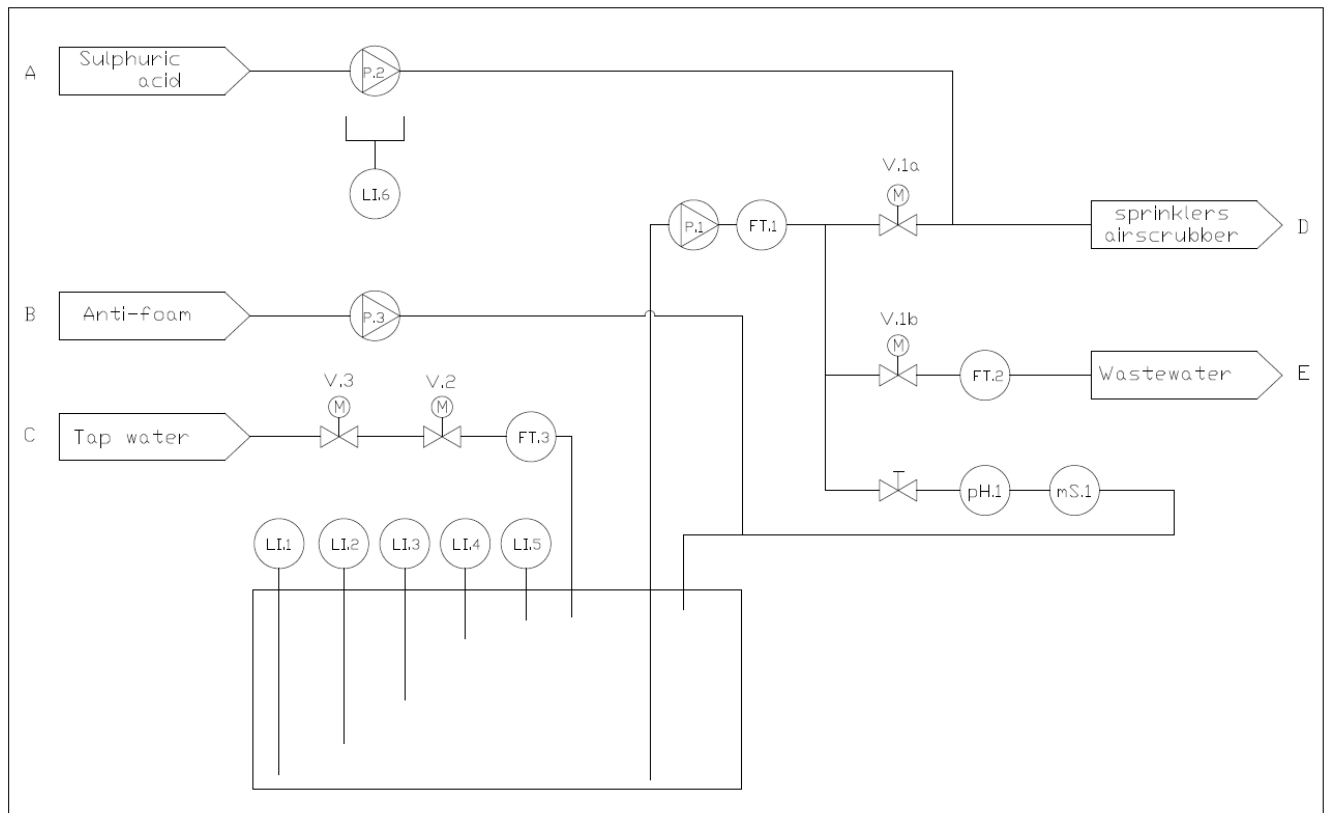 A
Sulphuric
acid
P.2
LI.6
V.1a
M
P.1
FT.1
sprinklers
airscrubber
D
B
Anti-foam
P.3
V.1b
M
FT.2
Wastewater
E
V.3
V.2
M
M
C
Tap water
FT.3
pH.1
mS.1
LI.1
LI.2
LI.3
LI.4
LI.5